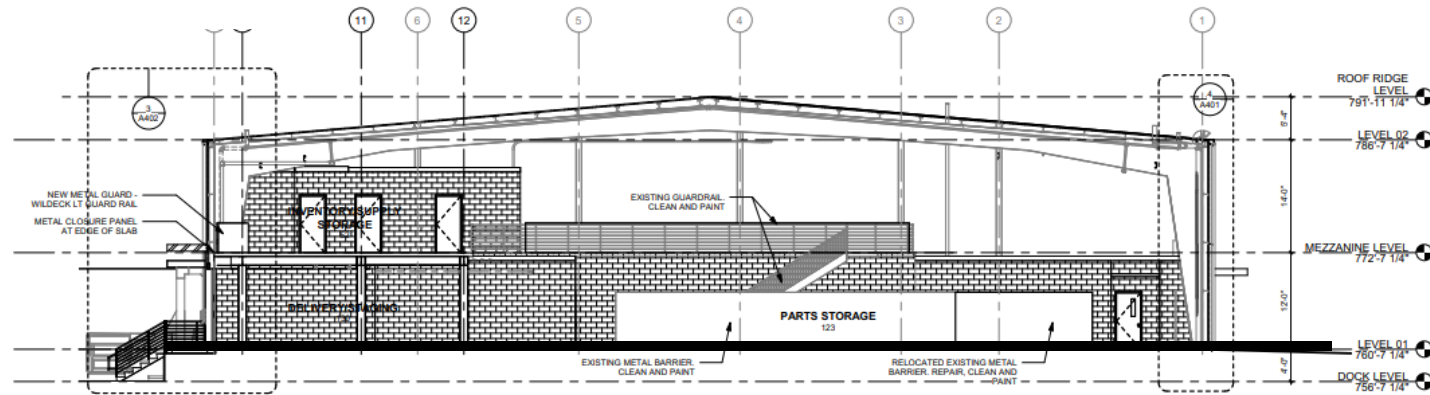 11
6
12
5
4
3
2
1
3
A402
4
A401
ROOF RIDGE
LEVEL
791'-11 1/4"
5'-4"
LEVEL 02
786'-7 1/4"
14'-0"
NEW METAL GUARD -
WILDECK LT GUARD RAIL
METAL CLOSURE PANEL
AT EDGE OF SLAB
INVENTORY/SUPPLY
STORAGE
EXISTING GUARDRAIL.
CLEAN AND PAINT
MEZZANINE LEVEL
772'-7 1/4"
12'-0"
DELIVERY/STAGING
PARTS STORAGE
123
EXISTING METAL BARRIER.
CLEAN AND PAINT
RELOCATED EXISTING METAL
BARRIER. REPAIR, CLEAN AND
PAINT
LEVEL 01
760'-7 1/4"
4'-0"
DOCK LEVEL
756'-7 1/4"